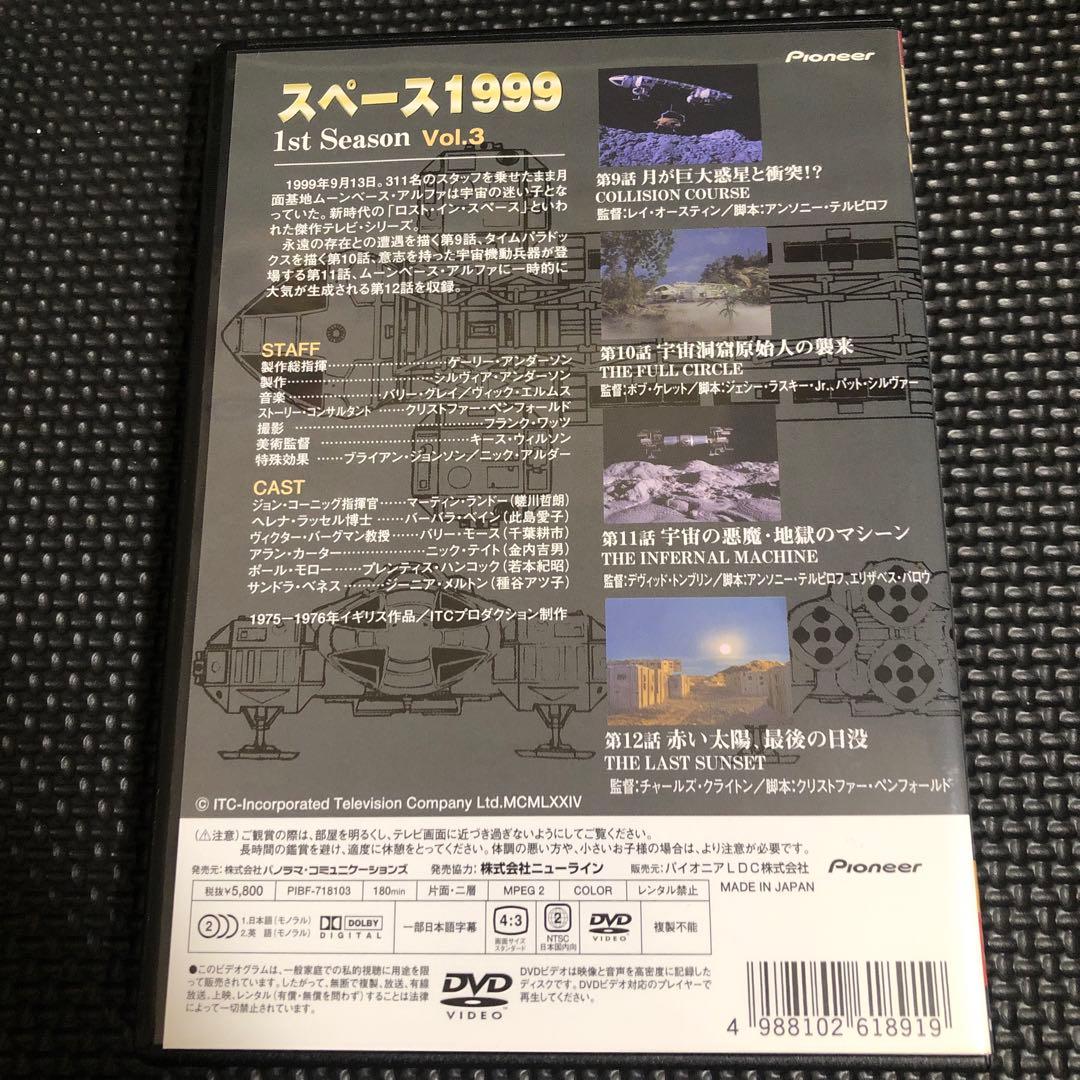 Pioneer
スペース1999
1st Season Vol.3
1999年9月13日。311名のスタッフを乗せたまま月
面基地ムーンベース・アルファは宇宙の迷い子とな
っていた。新時代の「ロスト・イン・スペース」といわ
れた傑作テレビ・シリーズ。
永遠の存在との遭遇を描く第9話、タイムパラドッ
クスを描く第10話、意志を持った宇宙機動兵器が登
場する第11話、ムーンベース・アルファに一時的に
大気が生成される第12話を収録。
STAFF
製作総指揮………………ゲーリー・アンダーソン
製作……………………シルヴィア・アンダーソン
音楽………………バリー・グレイ/ヴィック・エルムス
ストーリー・コンサルタント……クリストファー・ペンフォールド
撮影………………………………フランク・ワッツ
美術監督…………………………キース・ウィルソン
特殊効果……ブライアン・ジョンソン/ニック・アルダー
CAST
ジョン・コーニッグ指揮官……マーティン・ランドー(瑳川哲朗)
ヘレナ・ラッセル博士……バーバラ・ベイン(此島愛子)
ヴィクター・バーグマン教授……バリー・モース(千葉耕市)
アラン・カーター………………ニック・テイト(金内吉男)
ポール・モロー……プレンティス・ハンコック(若本紀昭)
サンドラ・ベネス……ジーニア・メルトン(種谷アツ子)
1975ー1976年イギリス作品/ITCプロダクション制作
第9話 月が巨大惑星と衝突!?
COLLISION COURSE
監督:レイ・オースティン/脚本:アンソニー・テルピロフ
第10話 宇宙洞窟原始人の襲来
THE FULL CIRCLE
監督:ボブ・ケレット/脚本:ジェシー・ラスキー・Jr.、パット・シルヴァー
第11話 宇宙の悪魔・地獄のマシーン
THE INFERNAL MACHINE
監督:デヴィッド・トンブリン/脚本:アンソニー・テルピロフ、エリザベス・バロウ
第12話 赤い太陽、最後の日没
THE LAST SUNSET
監督:チャールズ・クライトン/脚本:クリストファー・ペンフォールド
© ITC-Incorporated Television Company Ltd.MCMLXXIV
(⚠注意)ご観賞の際は、部屋を明るくし、テレビ画面に近づき過ぎないようにしてご覧ください。
長時間の鑑賞を避け、適度に休憩をとってください。体調の悪い方や、小さいお子様の場合は、より注意が必要です。
発売元:株式会社パノラマ・コミュニケーションズ 発売協力:株式会社ニューライン 販売元:パイオニアLDC株式会社 Pioneer
税抜¥5,800 PIBF-718103 180min 片面・二層 MPEG 2 COLOR レンタル禁止 MADE IN JAPAN
2 1.日本語(モノラル) 2.英 語(モノラル)
DOLBY DIGITAL
一部日本語字幕
4:3 画面サイズ スタンダード
2 NTSC 日本国内向
DVD VIDEO
複製不能
●このビデオグラムは、一般家庭での私的視聴に用途を限
って販売されています。したがって、無断で複製、放送、有線
放送、上映、レンタル(有償・無償を問わず)することは法律
によって一切禁止されています。
DVD VIDEO™
DVDビデオは映像と音声を高密度に記録した
ディスクです。DVDビデオ対応のプレイヤーで
再生してください。
4 988102 618919